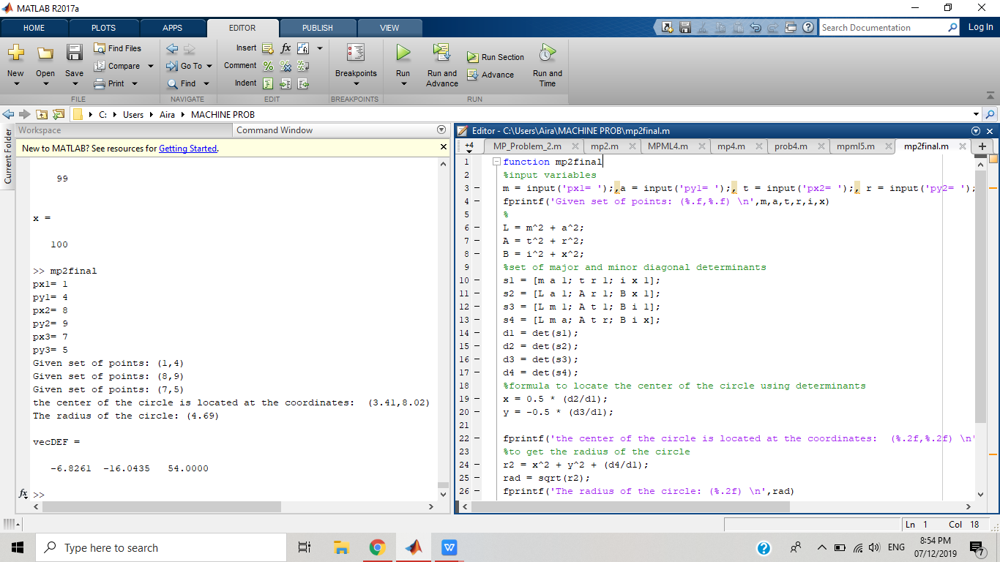 MATLAB R2017a
HOME PLOTS APPS EDITOR PUBLISH VIEW Search Documentation Log In
New Open Save Find Files Compare Print Go To Find Insert Comment Indent fx Breakpoints Run Run and Advance Run Section Advance Run and Time
FILE NAVIGATE EDIT BREAKPOINTS RUN
C: Users Aira MACHINE PROB
Current Folder
Workspace Command Window
New to MATLAB? See resources for Getting Started.
99
x =
100
>> mp2final
px1= 1
py1= 4
px2= 8
py2= 9
px3= 7
py3= 5
Given set of points: (1,4)
Given set of points: (8,9)
Given set of points: (7,5)
the center of the circle is located at the coordinates:  (3.41,8.02)
The radius of the circle: (4.69)
vecDEF =
-6.8261 -16.0435 54.0000
fx >>
Editor - C:\Users\Aira\MACHINE PROB\mp2final.m
+4 MP_Problem_2.m mp2.m MPML4.m mp4.m prob4.m mpml5.m mp2final.m
1 function mp2final
2 %input variables
3 m = input('px1= ');,a = input('py1= ');, t = input('px2= ');, r = input('py2= ');
4 fprintf('Given set of points: (%.f,%.f) \n',m,a,t,r,i,x)
5 %
6 L = m^2 + a^2;
7 A = t^2 + r^2;
8 B = i^2 + x^2;
9 %set of major and minor diagonal determinants
10 s1 = [m a 1; t r 1; i x 1];
11 s2 = [L a 1; A r 1; B x 1];
12 s3 = [L m 1; A t 1; B i 1];
13 s4 = [L m a; A t r; B i x];
14 d1 = det(s1);
15 d2 = det(s2);
16 d3 = det(s3);
17 d4 = det(s4);
18 %formula to locate the center of the circle using determinants
19 x = 0.5 * (d2/d1);
20 y = -0.5 * (d3/d1);
21
22 fprintf('the center of the circle is located at the coordinates:  (%.2f,%.2f) \n'
23 %to get the radius of the circle
24 r2 = x^2 + y^2 + (d4/d1);
25 rad = sqrt(r2);
26 fprintf('The radius of the circle: (%.2f) \n',rad)
Ln 1 Col 18
Type here to search
ENG 8:54 PM
07/12/2019
7